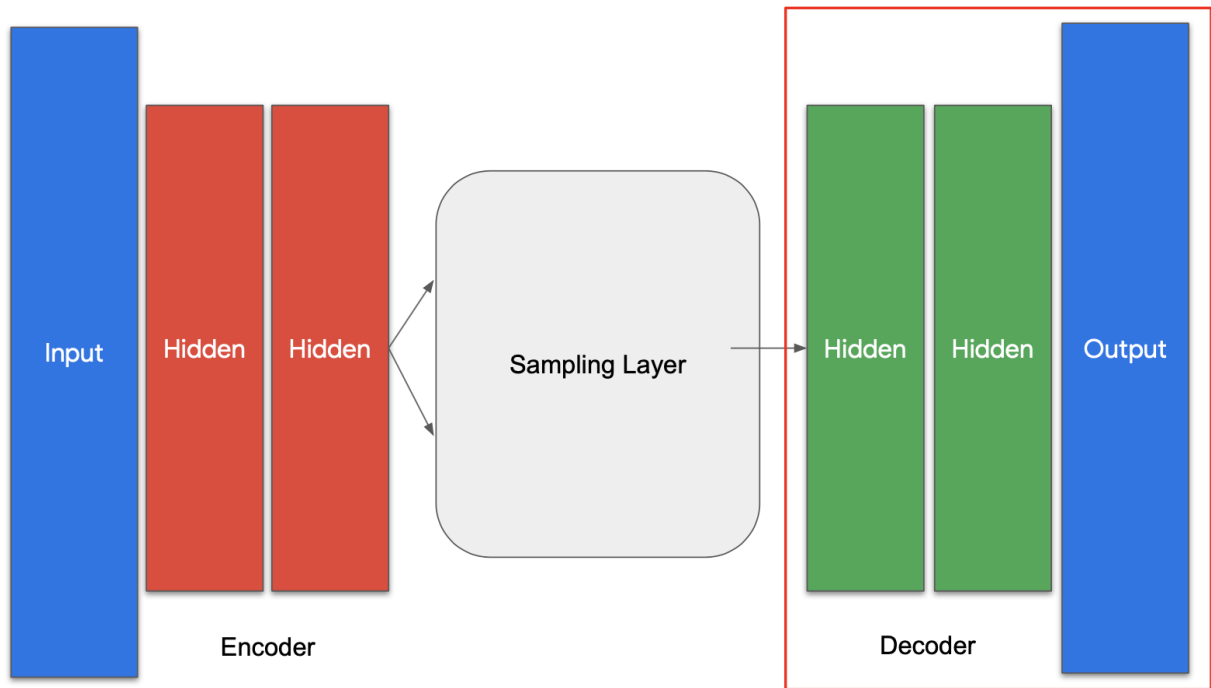 Input
Hidden
Hidden
Sampling Layer
Hidden
Hidden
Output
Encoder
Decoder